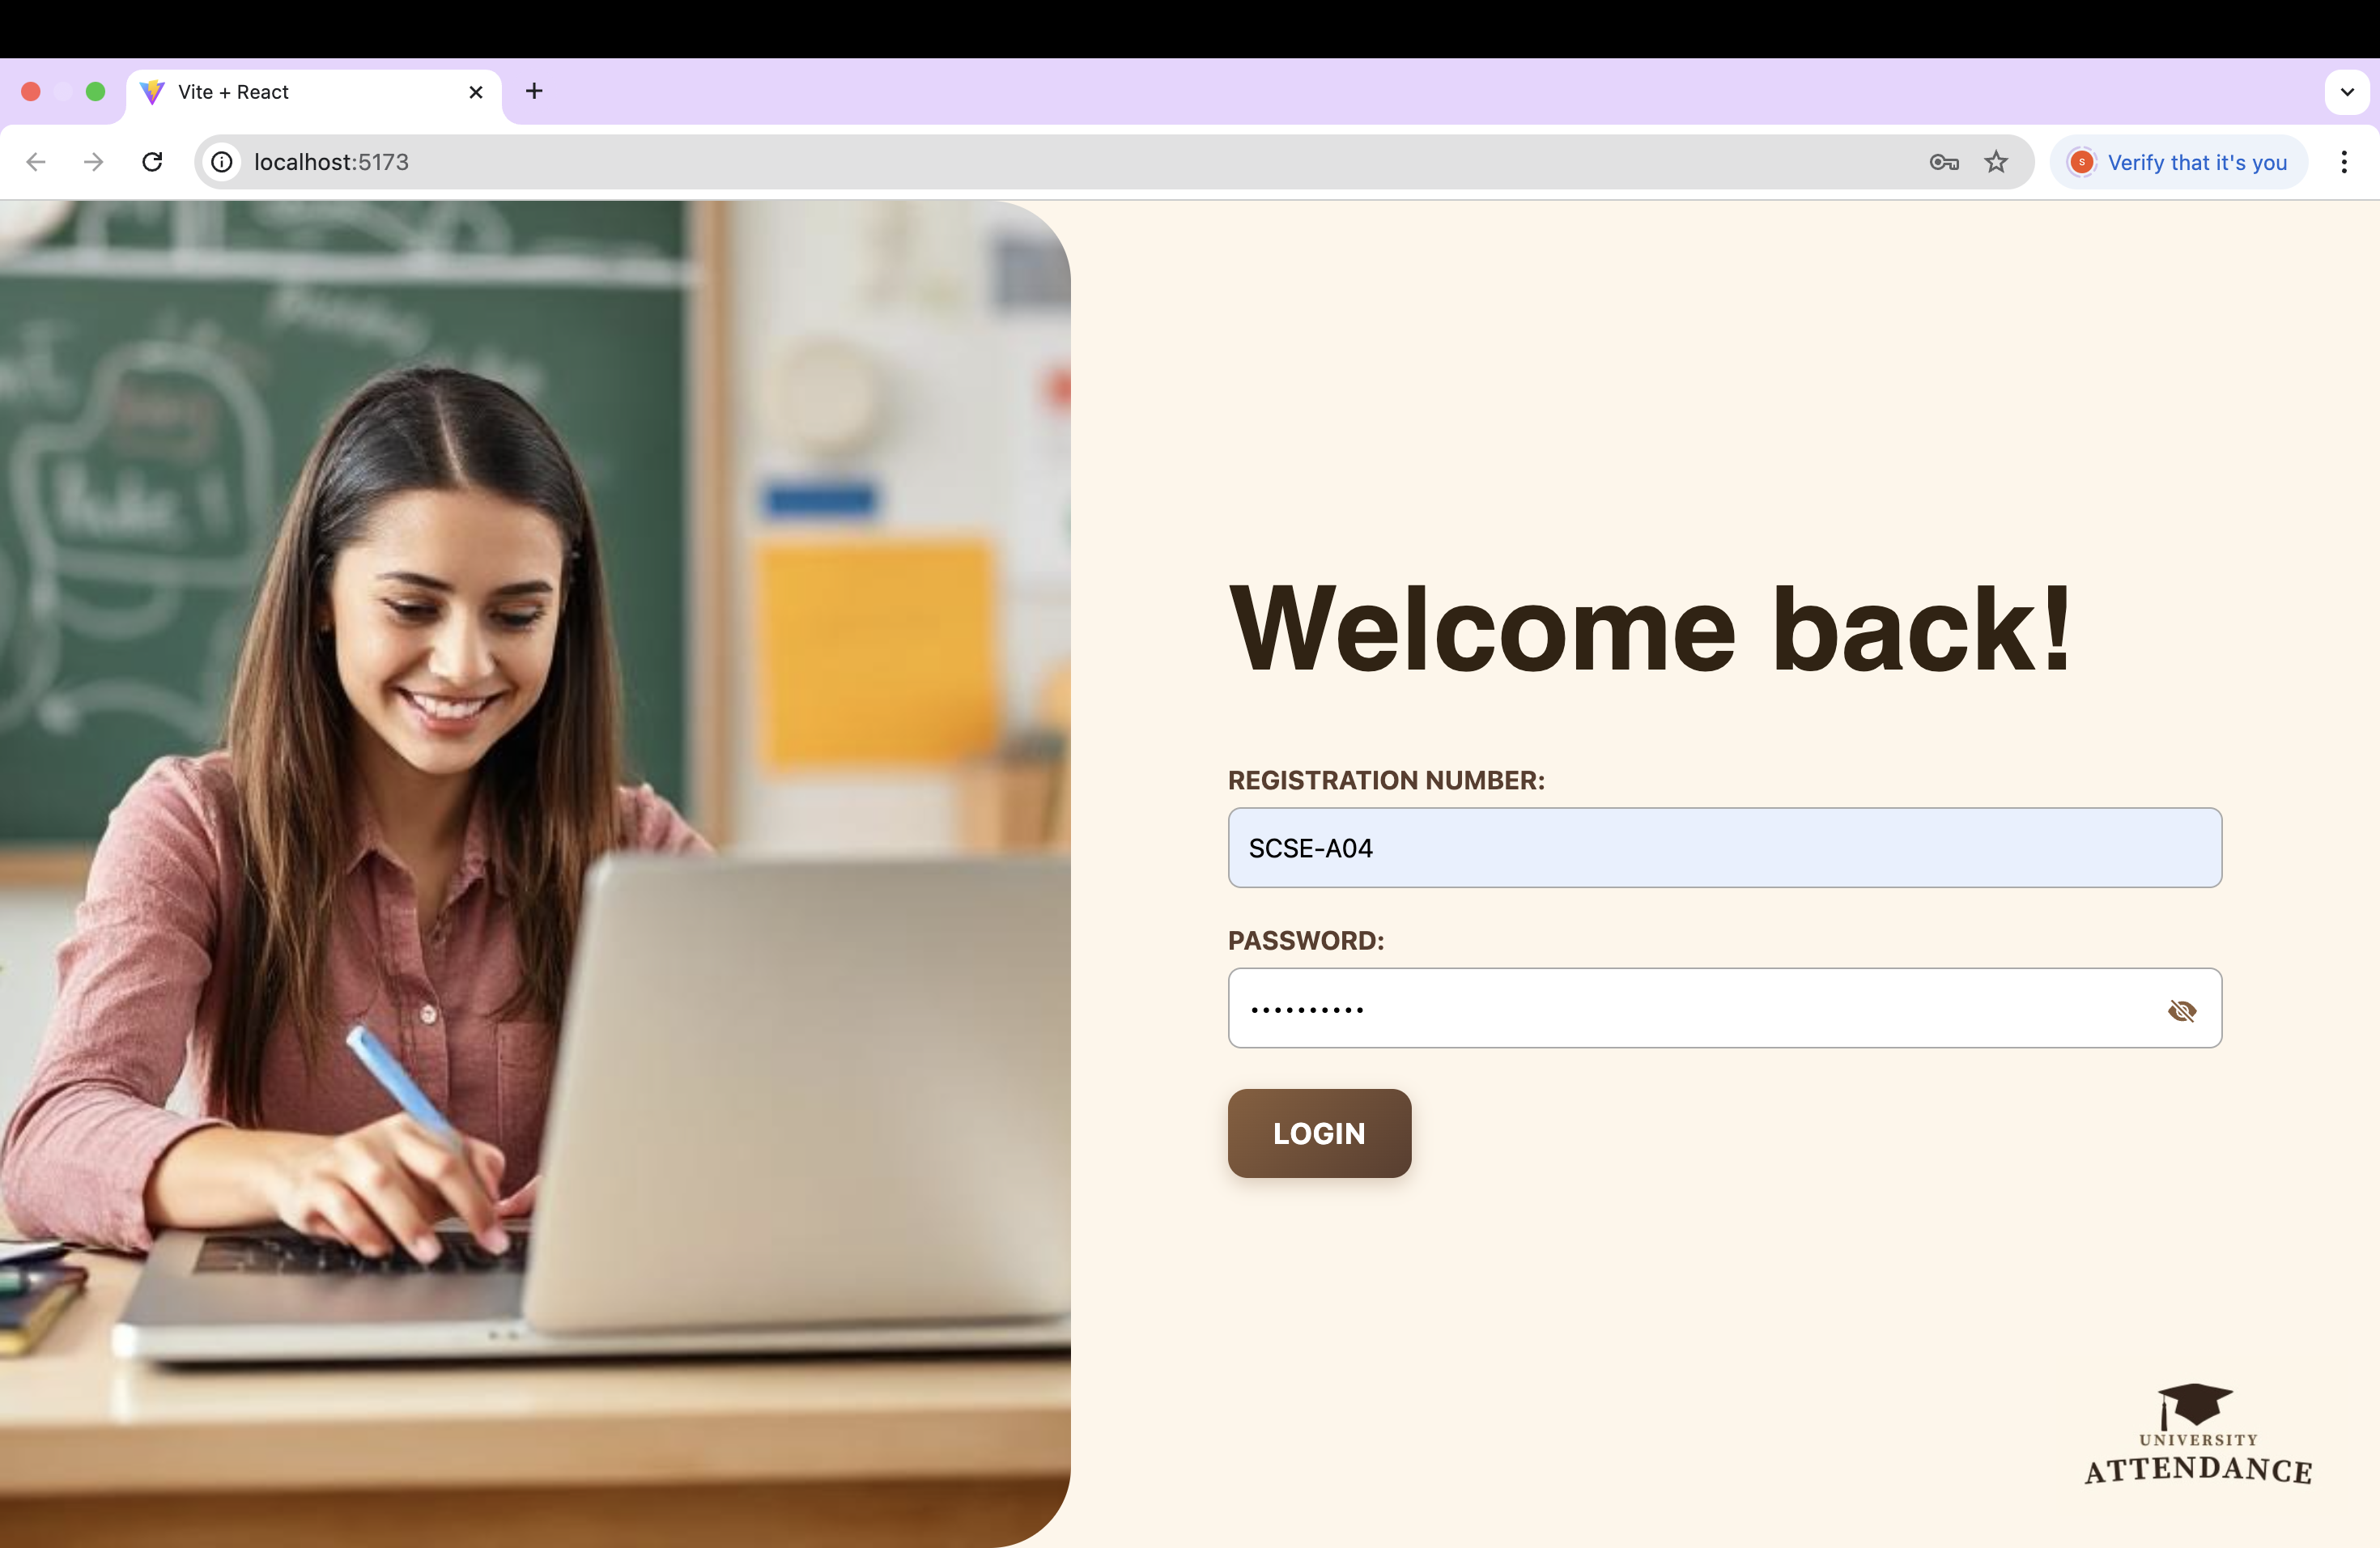 Vite + React
localhost:5173
S
Verify that it's you
Welcome back!
REGISTRATION NUMBER:
SCSE-A04
PASSWORD:
••••••••••
LOGIN
UNIVERSITY
ATTENDANCE